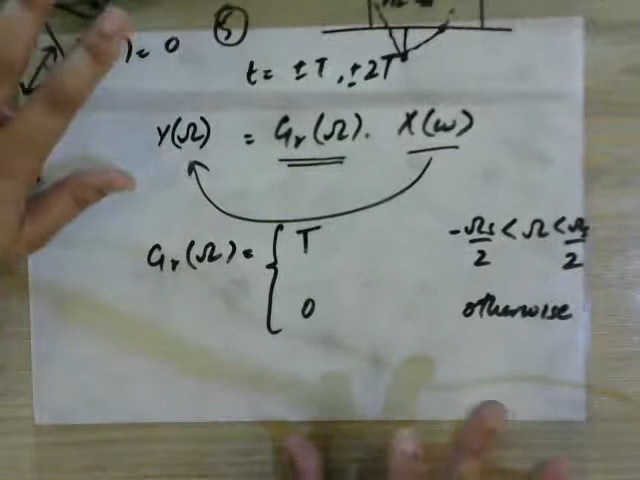 ) = 0 (5)
t = ±T, ±2T
Y(Ω) = Gr(Ω). X(ω)
Gr(Ω) = { T -Ωs/2 < Ω < Ωs/2
0 otherwise